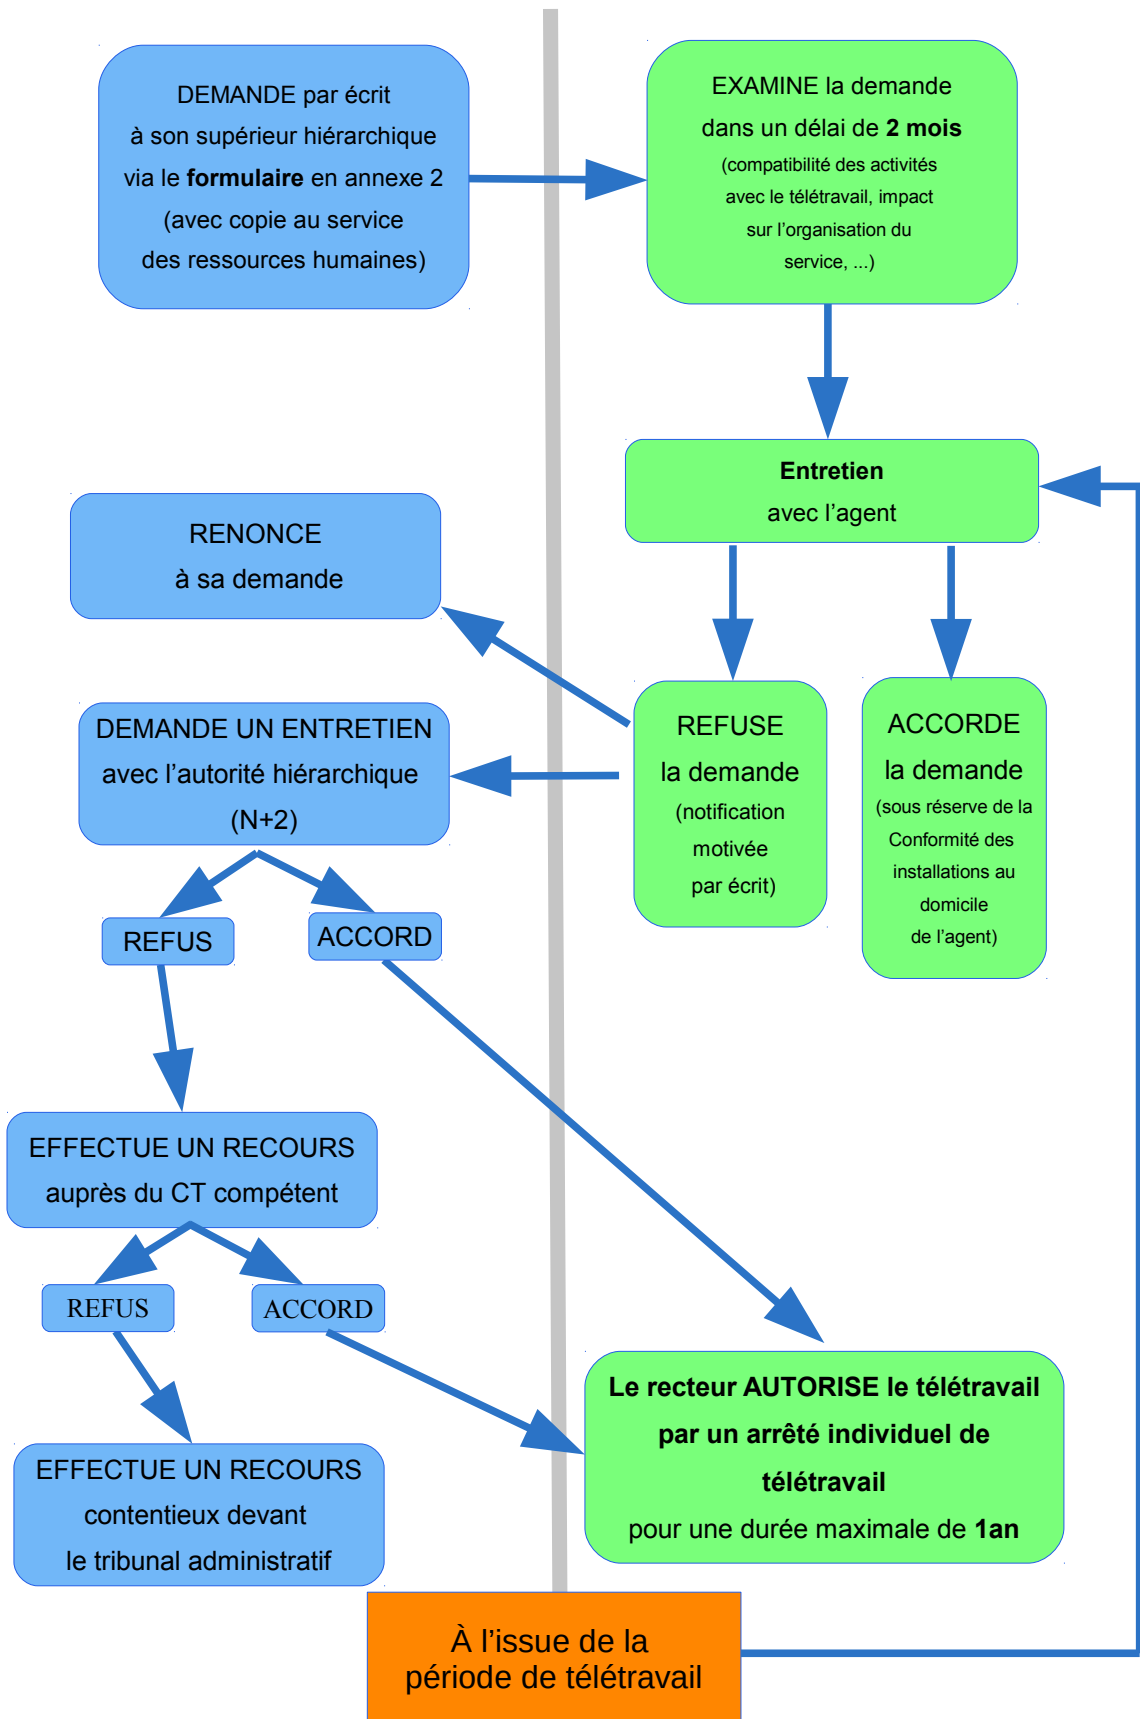 DEMANDE par écrit
à son supérieur hiérarchique
via le formulaire en annexe 2
(avec copie au service
des ressources humaines)
EXAMINE la demande
dans un délai de 2 mois
(compatibilité des activités
avec le télétravail, impact
sur l'organisation du
service, ...)
Entretien
avec l'agent
RENONCE
à sa demande
DEMANDE UN ENTRETIEN
avec l'autorité hiérarchique
(N+2)
REFUSE
la demande
(notification
motivée
par écrit)
ACCORDE
la demande
(sous réserve de la
Conformité des
installations au
domicile
de l'agent)
REFUS
ACCORD
EFFECTUE UN RECOURS
auprès du CT compétent
REFUS
ACCORD
Le recteur AUTORISE le télétravail
par un arrêté individuel de
télétravail
pour une durée maximale de 1an
EFFECTUE UN RECOURS
contentieux devant
le tribunal administratif
À l'issue de la
période de télétravail